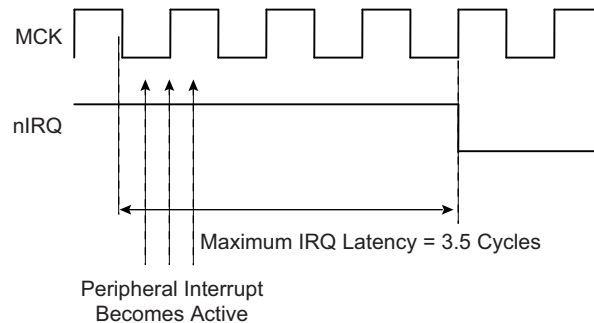 MCK
nIRQ
Maximum IRQ Latency = 3.5 Cycles
Peripheral Interrupt
Becomes Active